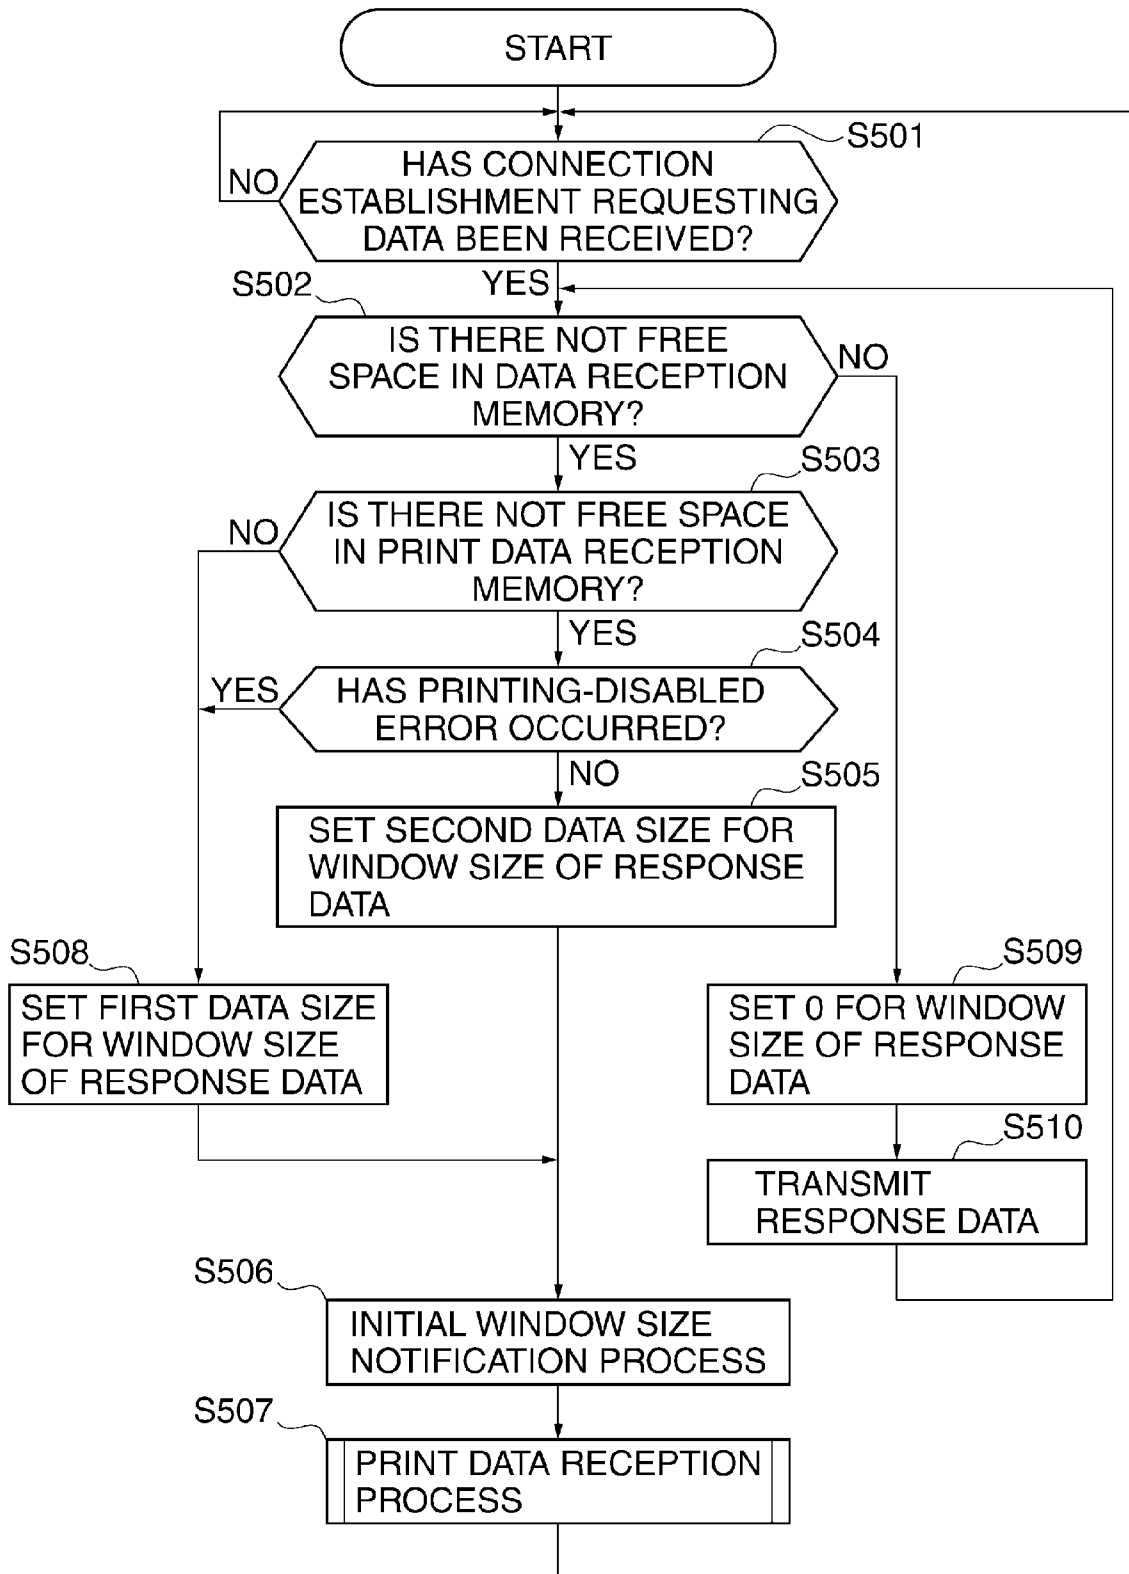 START
S501
HAS CONNECTION
ESTABLISHMENT REQUESTING
DATA BEEN RECEIVED?
NO
YES
S502
IS THERE NOT FREE
SPACE IN DATA RECEPTION
MEMORY?
NO
YES
S503
IS THERE NOT FREE SPACE
IN PRINT DATA RECEPTION
MEMORY?
NO
YES
S504
HAS PRINTING-DISABLED
ERROR OCCURRED?
YES
NO
S505
SET SECOND DATA SIZE FOR
WINDOW SIZE OF RESPONSE
DATA
S508
SET FIRST DATA SIZE
FOR WINDOW SIZE
OF RESPONSE DATA
S509
SET 0 FOR WINDOW
SIZE OF RESPONSE
DATA
S510
TRANSMIT
RESPONSE DATA
S506
INITIAL WINDOW SIZE
NOTIFICATION PROCESS
S507
PRINT DATA RECEPTION
PROCESS